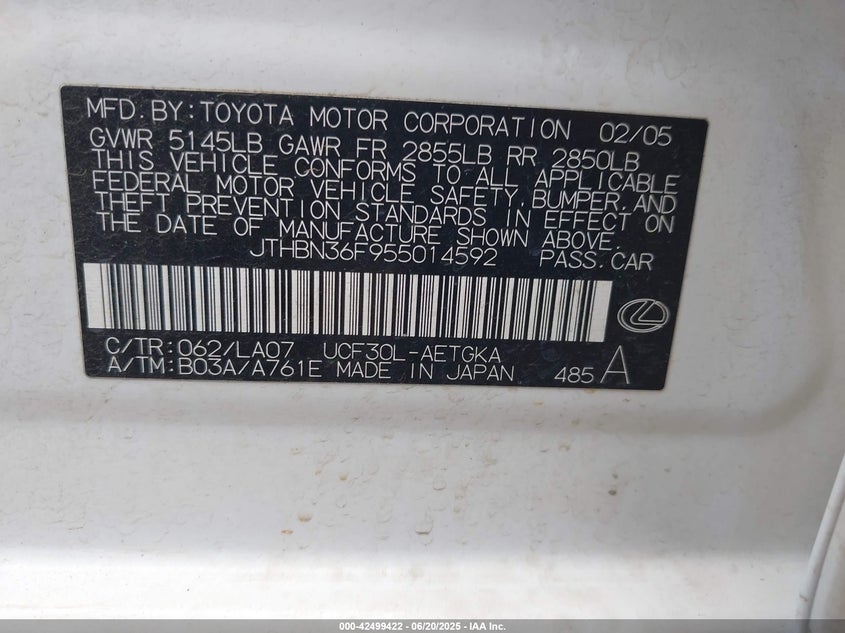 MFD.BY:TOYOTA MOTOR CORPORATION 02/05
GVWR 5145LB GAWR FR 2855LB RR 2850LB
THIS VEHICLE CONFORMS TO ALL APPLICABLE
FEDERAL MOTOR VEHICLE SAFETY,BUMPER,AND
THEFT PREVENTION STANDARDS IN EFFECT ON
THE DATE OF MANUFACTURE SHOWN ABOVE.
JTHBN36F955014592 PASS.CAR
C/TR:062/LA07 UCF30L-AETGKA
A/TM:B03A/A761E MADE IN JAPAN 485 A
000-42499422 - 06/20/2025 - IAA Inc.